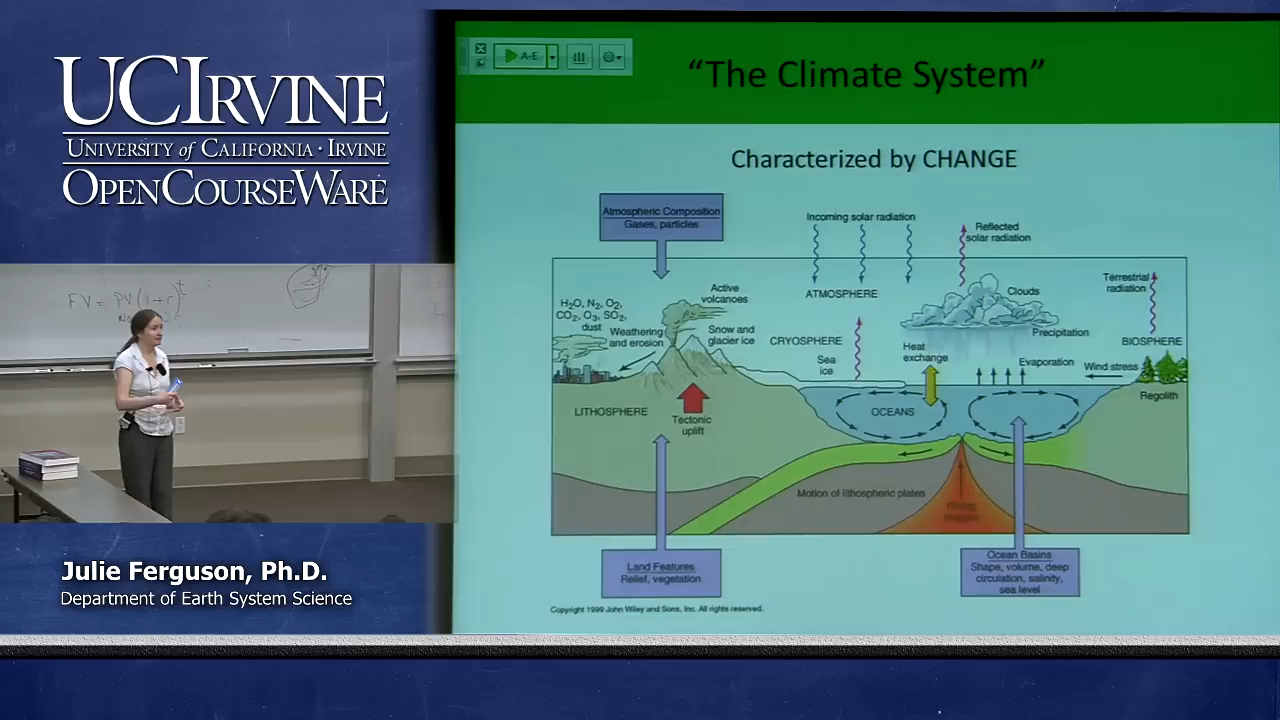 UCIRVINE
UNIVERSITY of CALIFORNIA · IRVINE
OPENCOURSEWARE
FV = PV(1+r)
Julie Ferguson, Ph.D.
Department of Earth System Science
A-E
“The Climate System”
Characterized by CHANGE
Atmospheric Composition
Gases, particles
Incoming solar radiation
Reflected
solar radiation
Terrestrial
radiation
ATMOSPHERE
Clouds
Active
volcanoes
H2O, N2, O2,
CO2, O3, SO2,
dust
Weathering
and erosion
Snow and
glacier ice
CRYOSPHERE
Sea
ice
Heat
exchange
Precipitation
Evaporation
Wind stress
BIOSPHERE
Regolith
LITHOSPHERE
Tectonic
uplift
OCEANS
Motion of lithospheric plates
Land Features
Relief, vegetation
Ocean Basins
Shape, volume, deep
circulation, salinity,
sea level
Copyright 1999 John Wiley and Sons, Inc. All rights reserved.